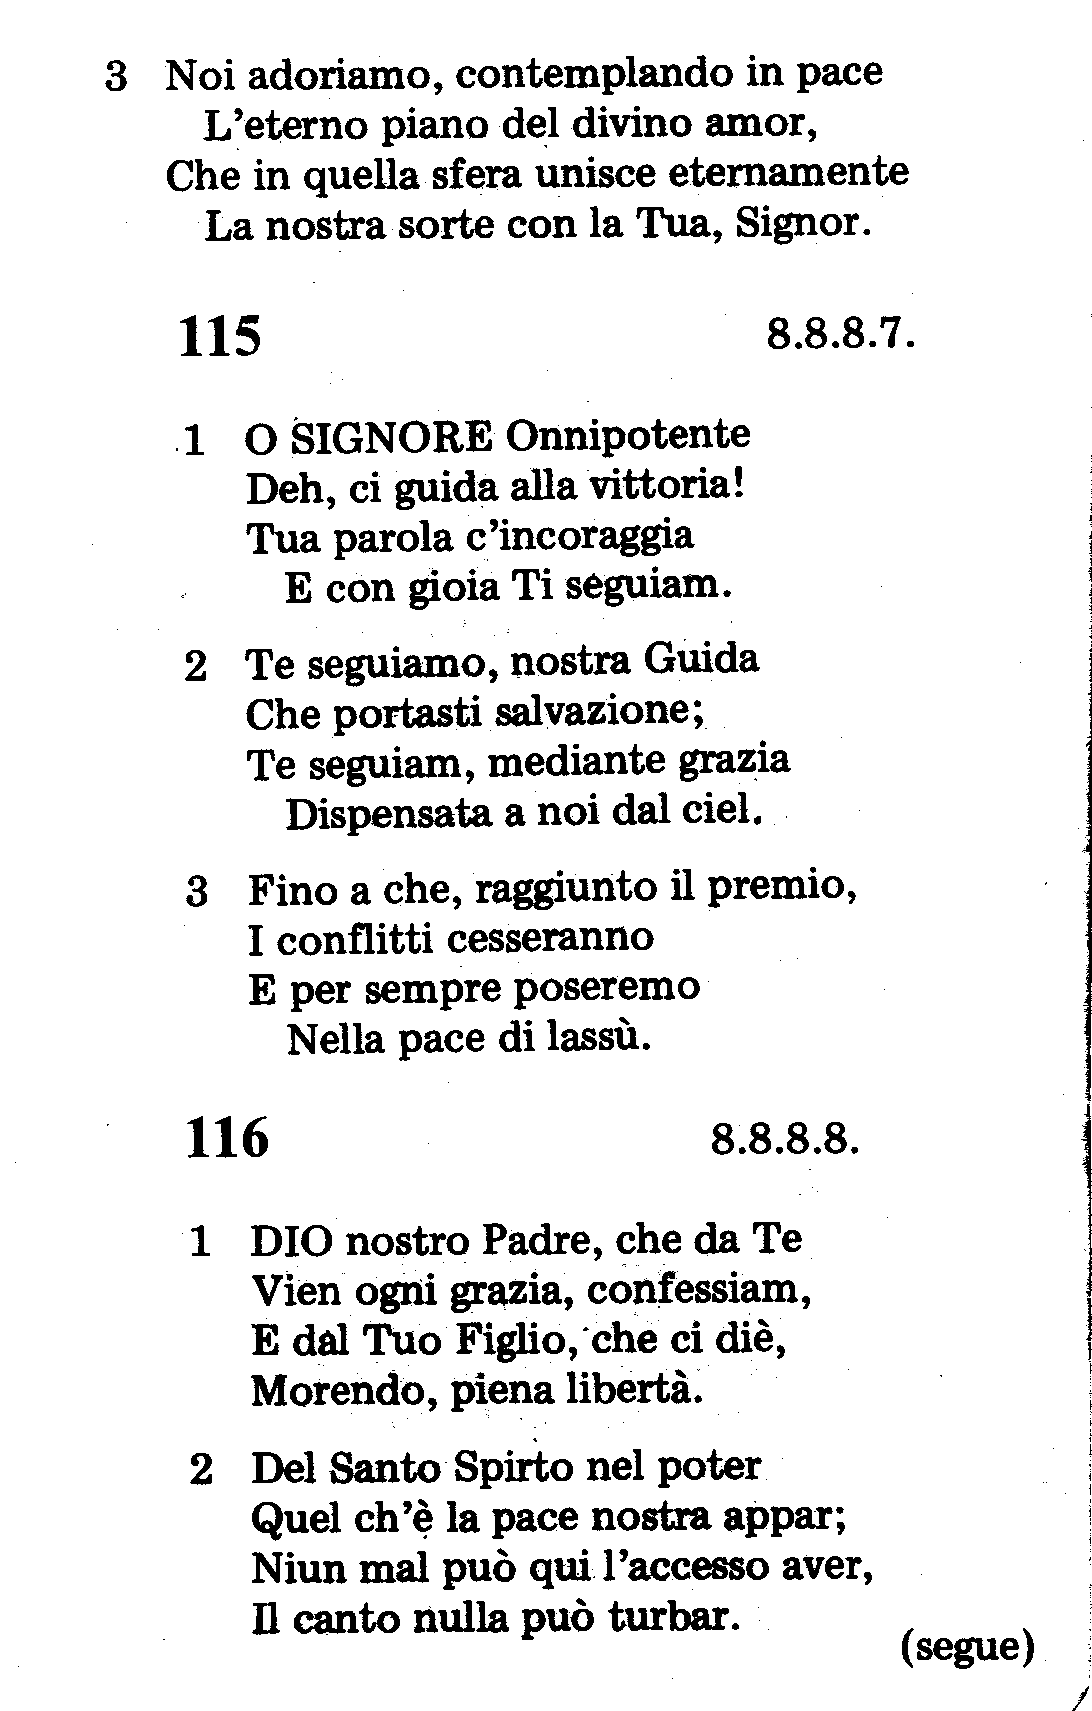 3 Noi adoriamo, contemplando in pace
L'eterno piano del divino amor,
Che in quella sfera unisce eternamente
La nostra sorte con la Tua, Signor.
115 8.8.8.7.
1 O SIGNORE Onnipotente
Deh, ci guida alla vittoria!
Tua parola c'incoraggia
E con gioia Ti seguiam.
2 Te seguiamo, nostra Guida
Che portasti salvazione;
Te seguiam, mediante grazia
Dispensata a noi dal ciel.
3 Fino a che, raggiunto il premio,
I conflitti cesseranno
E per sempre poseremo
Nella pace di lassù.
116 8.8.8.8.
1 DIO nostro Padre, che da Te
Vien ogni grazia, confessiam,
E dal Tuo Figlio, che ci diè,
Morendo, piena libertà.
2 Del Santo Spirto nel poter
Quel ch'è la pace nostra appar;
Niun mal può qui l'accesso aver,
Il canto nulla può turbar.
(segue)